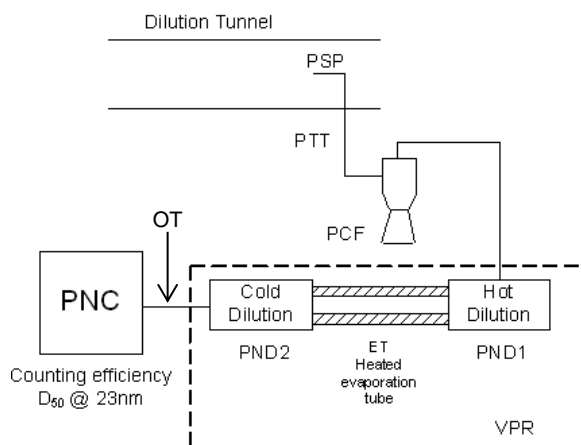 Dilution Tunnel
PSP
PTT
PCF
OT
PNC
Cold
Dilution
Hot
Dilution
PND2
ET
Heated
evaporation
tube
PND1
Counting efficiency
D₅₀ @ 23nm
VPR